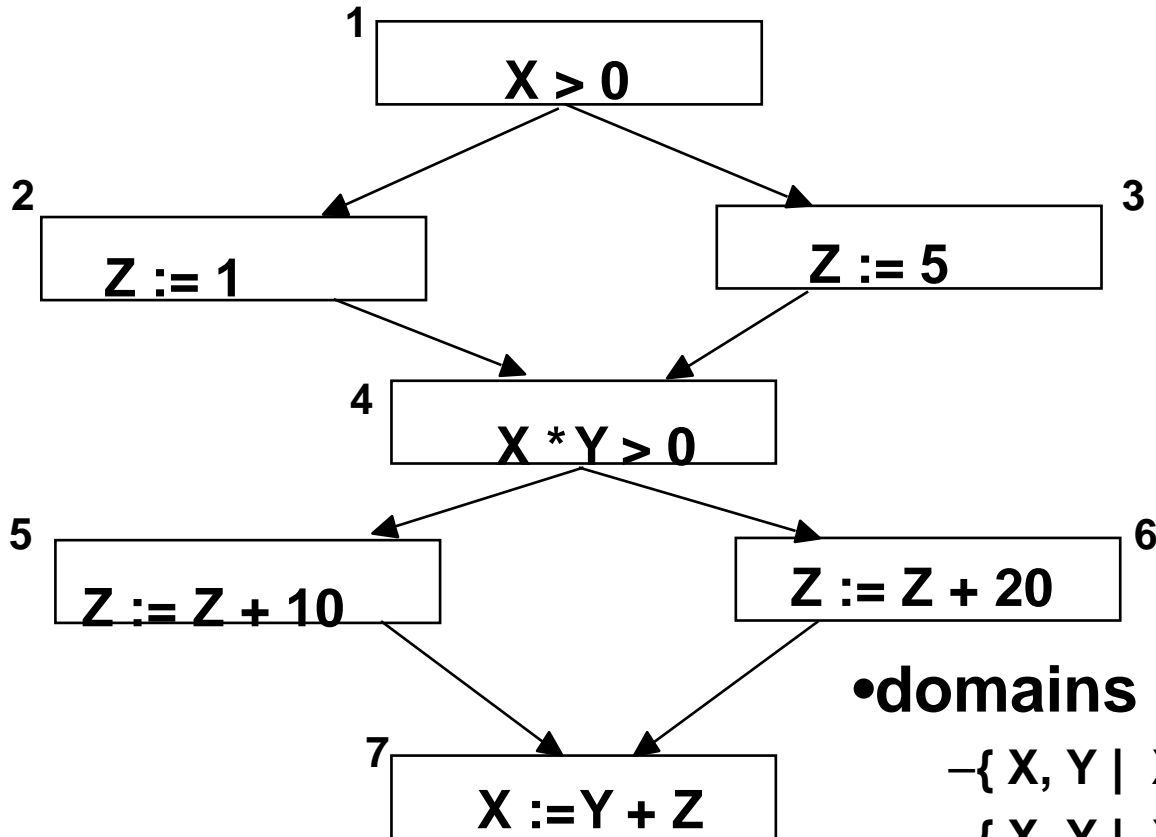 1
X > 0
2
Z := 1
3
Z := 5
4
X * Y > 0
5
Z := Z + 10
6
Z := Z + 20
•domains
–{ X, Y |
7
X :=Y + Z
{ X, Y |